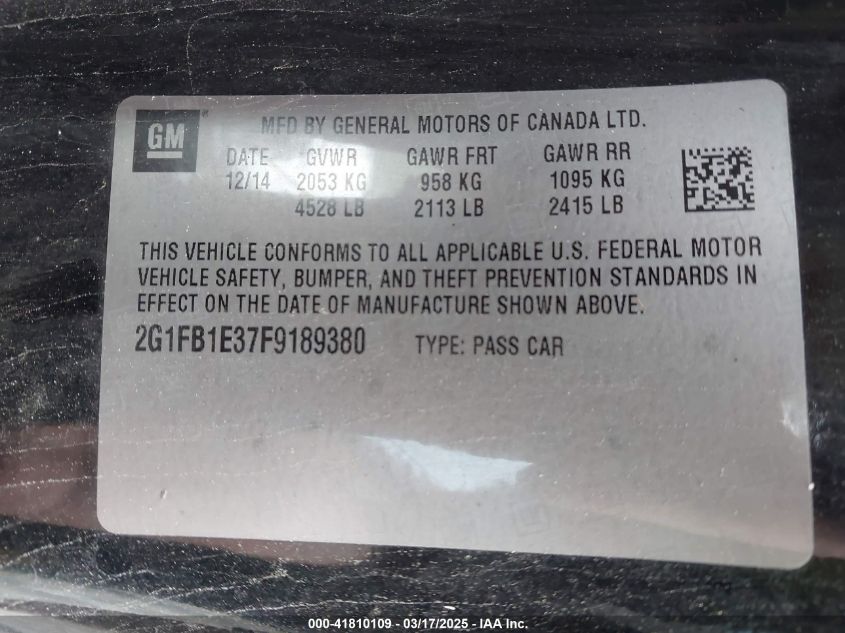 GM
MFD BY GENERAL MOTORS OF CANADA LTD.
DATE GVWR GAWR FRT GAWR RR
12/14 2053 KG 958 KG 1095 KG
4528 LB 2113 LB 2415 LB
THIS VEHICLE CONFORMS TO ALL APPLICABLE U.S. FEDERAL MOTOR
VEHICLE SAFETY, BUMPER, AND THEFT PREVENTION STANDARDS IN
EFFECT ON THE DATE OF MANUFACTURE SHOWN ABOVE.
2G1FB1E37F9189380 TYPE: PASS CAR
000-41810109 - 03/17/2025 - IAA Inc.